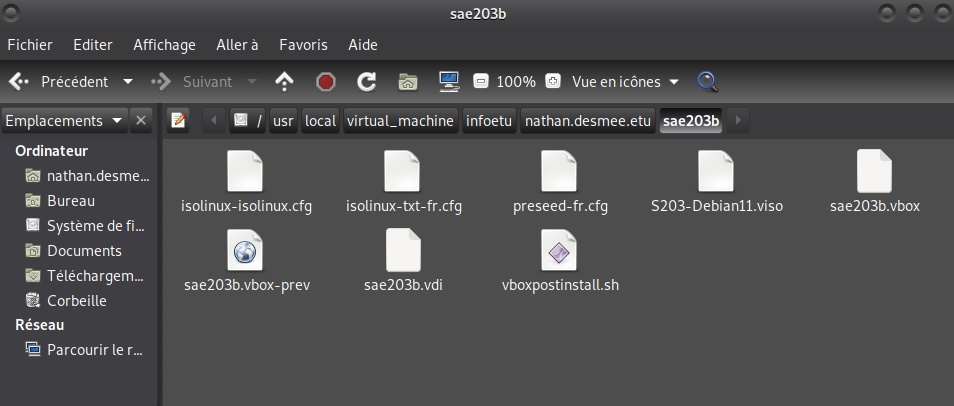 sae203b
Fichier Editer Affichage Aller à Favoris Aide
Précédent Suivant 100% Vue en icônes
Emplacements / usr local virtual_machine infoetu nathan.desmee.etu sae203b
Ordinateur
nathan.desme...
Bureau
Système de fi...
Documents
Téléchargem...
Corbeille
Réseau
Parcourir le r...
isolinux-isolinux.cfg isolinux-txt-fr.cfg preseed-fr.cfg S203-Debian11.viso sae203b.vbox
sae203b.vbox-prev sae203b.vdi vboxpostinstall.sh